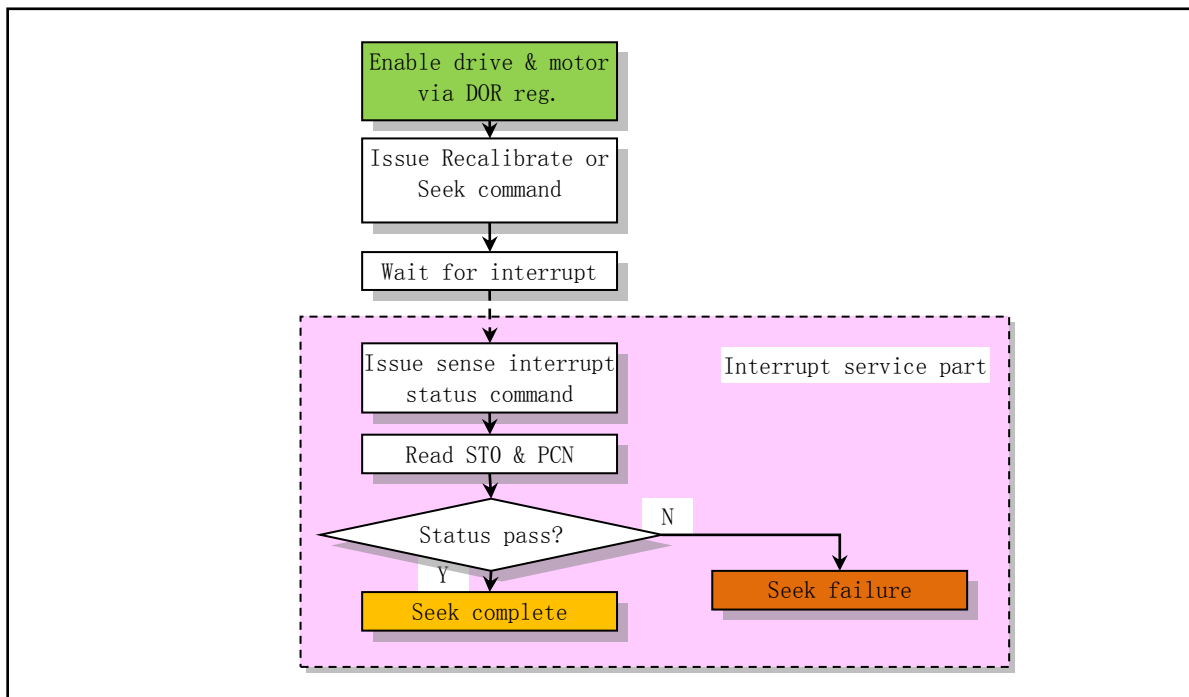 Enable drive & motor
via DOR reg.
Issue Recalibrate or
Seek command
Wait for interrupt
Issue sense interrupt
status command
Interrupt service part
Read ST0 & PCN
Status pass?
N
Y
Seek complete
Seek failure